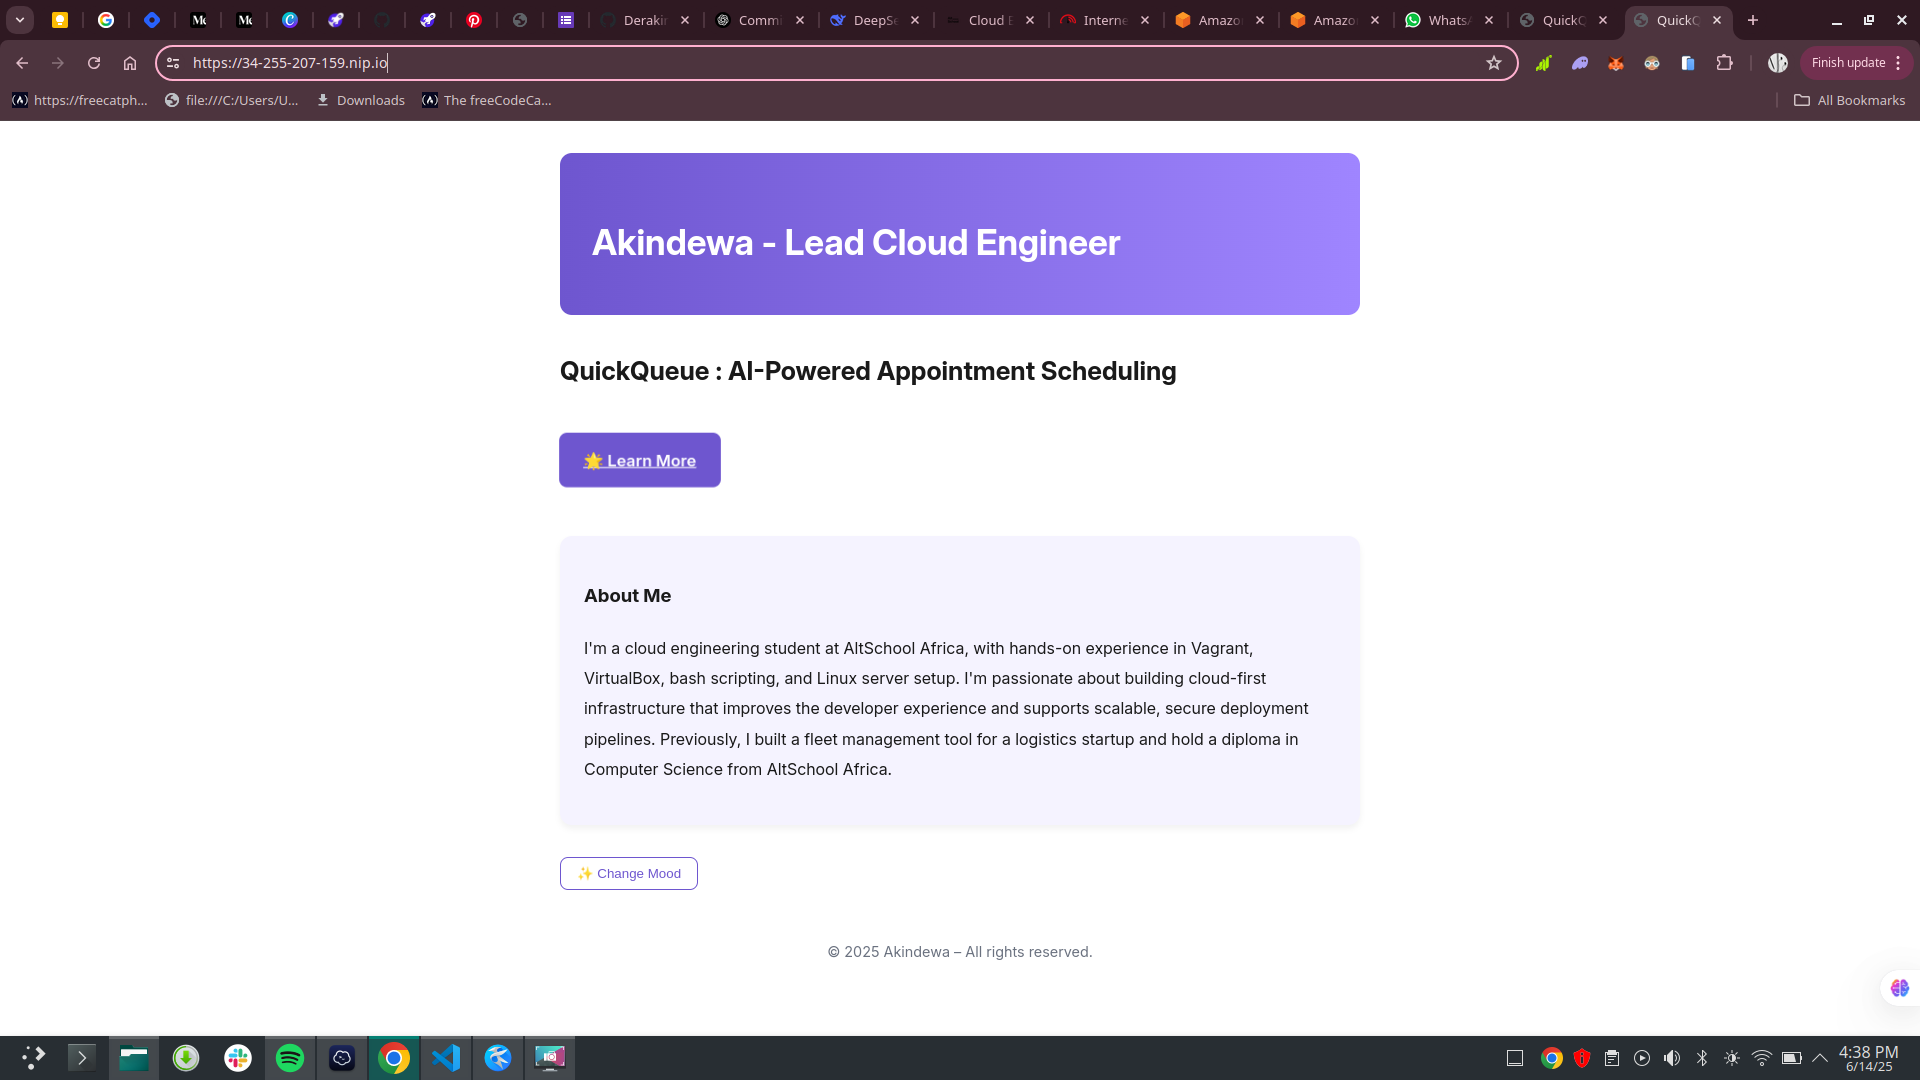 Derakin
Commi
DeepSe
Cloud E
Interne
Amazo
Amazo
WhatsA
QuickQ
QuickQ
https://34-255-207-159.nip.io
Finish update
https://freecatph...
file:///C:/Users/U...
Downloads
The freeCodeCa...
All Bookmarks
Akindewa - Lead Cloud Engineer
QuickQueue : AI-Powered Appointment Scheduling
🌟 Learn More
About Me
I'm a cloud engineering student at AltSchool Africa, with hands-on experience in Vagrant,
VirtualBox, bash scripting, and Linux server setup. I'm passionate about building cloud-first
infrastructure that improves the developer experience and supports scalable, secure deployment
pipelines. Previously, I built a fleet management tool for a logistics startup and hold a diploma in
Computer Science from AltSchool Africa.
✨ Change Mood
© 2025 Akindewa – All rights reserved.
4:38 PM
6/14/25